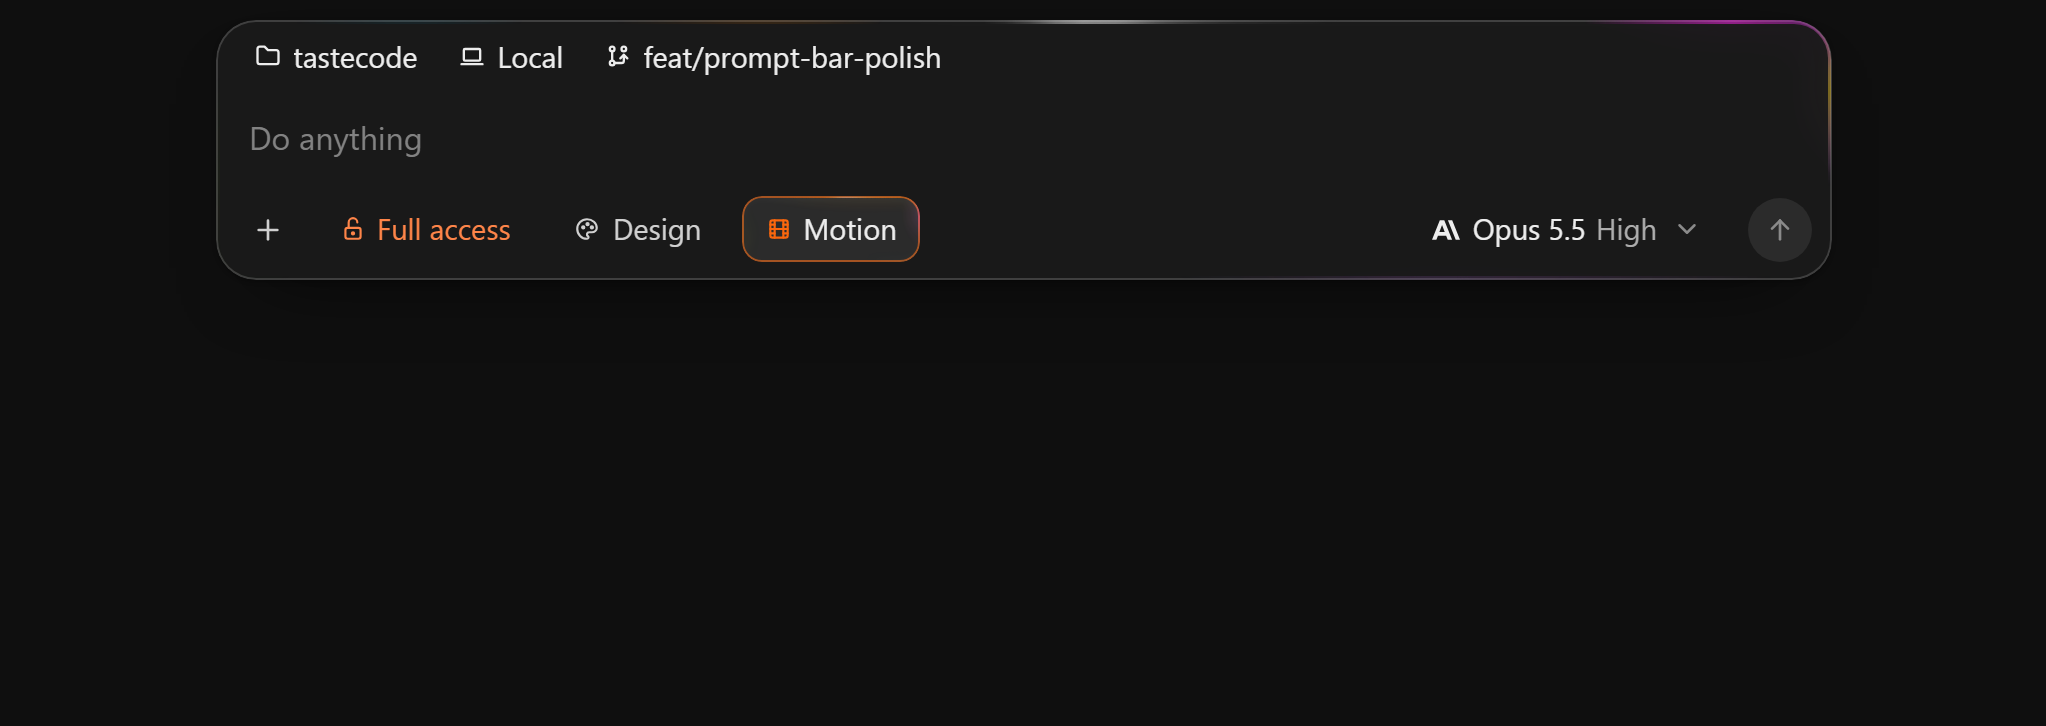 tastecode Local feat/prompt-bar-polish
Do anything
Full access Design Motion Opus 5.5 High